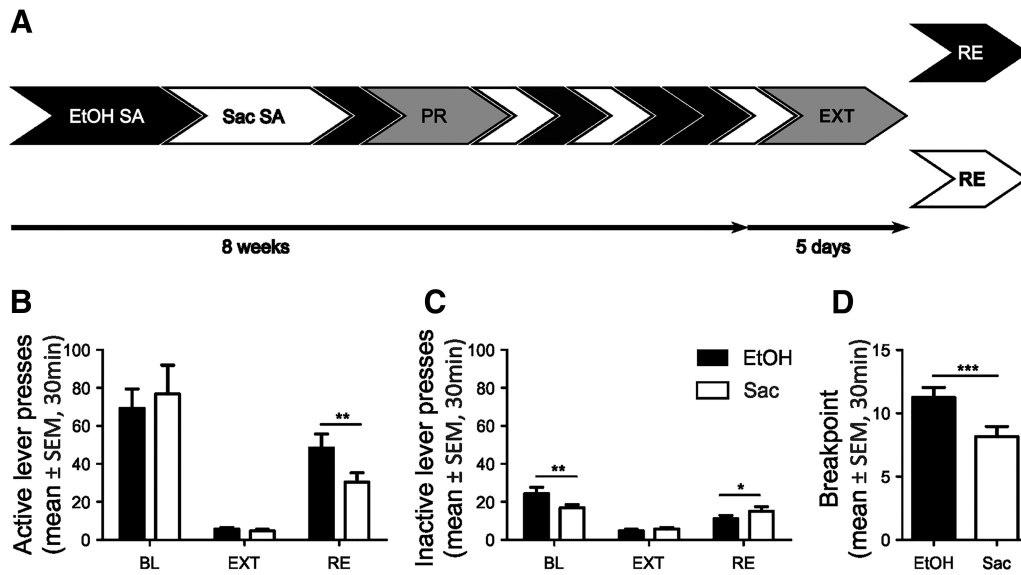 A
EtOH SA
Sac SA
PR
EXT
RE
RE
8 weeks
5 days
B
Active lever presses
(mean ± SEM, 30min)
100
80
60
40
20
0
**
BL
EXT
RE
C
Inactive lever presses
(mean ± SEM, 30min)
100
80
60
40
20
0
EtOH
Sac
**
*
BL
EXT
RE
D
Breakpoint
(mean ± SEM, 30min)
15
10
5
0
***
EtOH
Sac